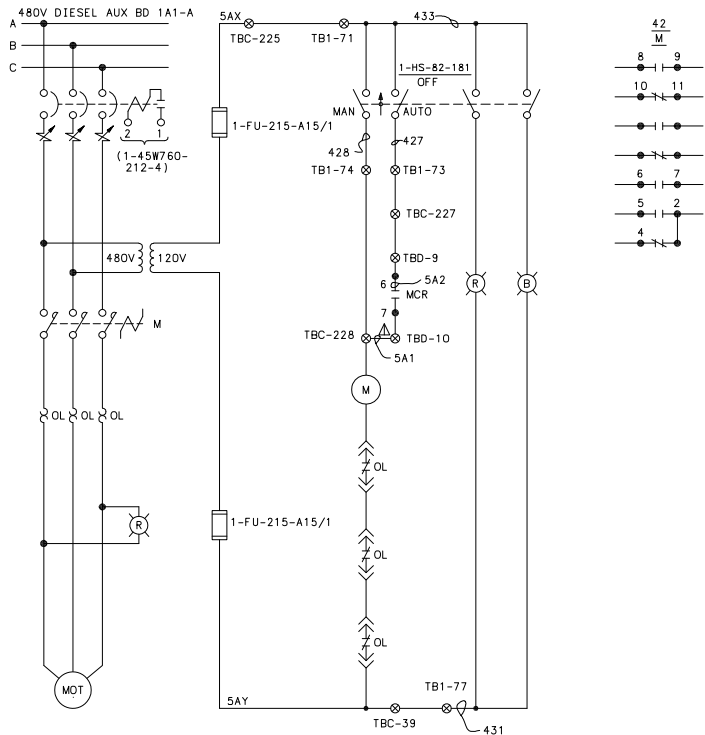 480V DIESEL AUX BD 1A1-A
A
B
C
5AX
TBC-225
TB1-71
433
1-HS-82-181
OFF
MAN
AUTO
2 1
(1-45W760-
212-4)
1-FU-215-A15/1
428
427
TB1-74
TB1-73
TBC-227
480V
120V
TBD-9
6
5A2
MCR
7
R
B
TBC-228
TBD-10
5A1
M
M
OL
OL
OL
OL
R
1-FU-215-A15/1
OL
OL
MOT
5AY
TB1-77
TBC-39
431
42
M
8 9
10 11
6 7
5 2
4